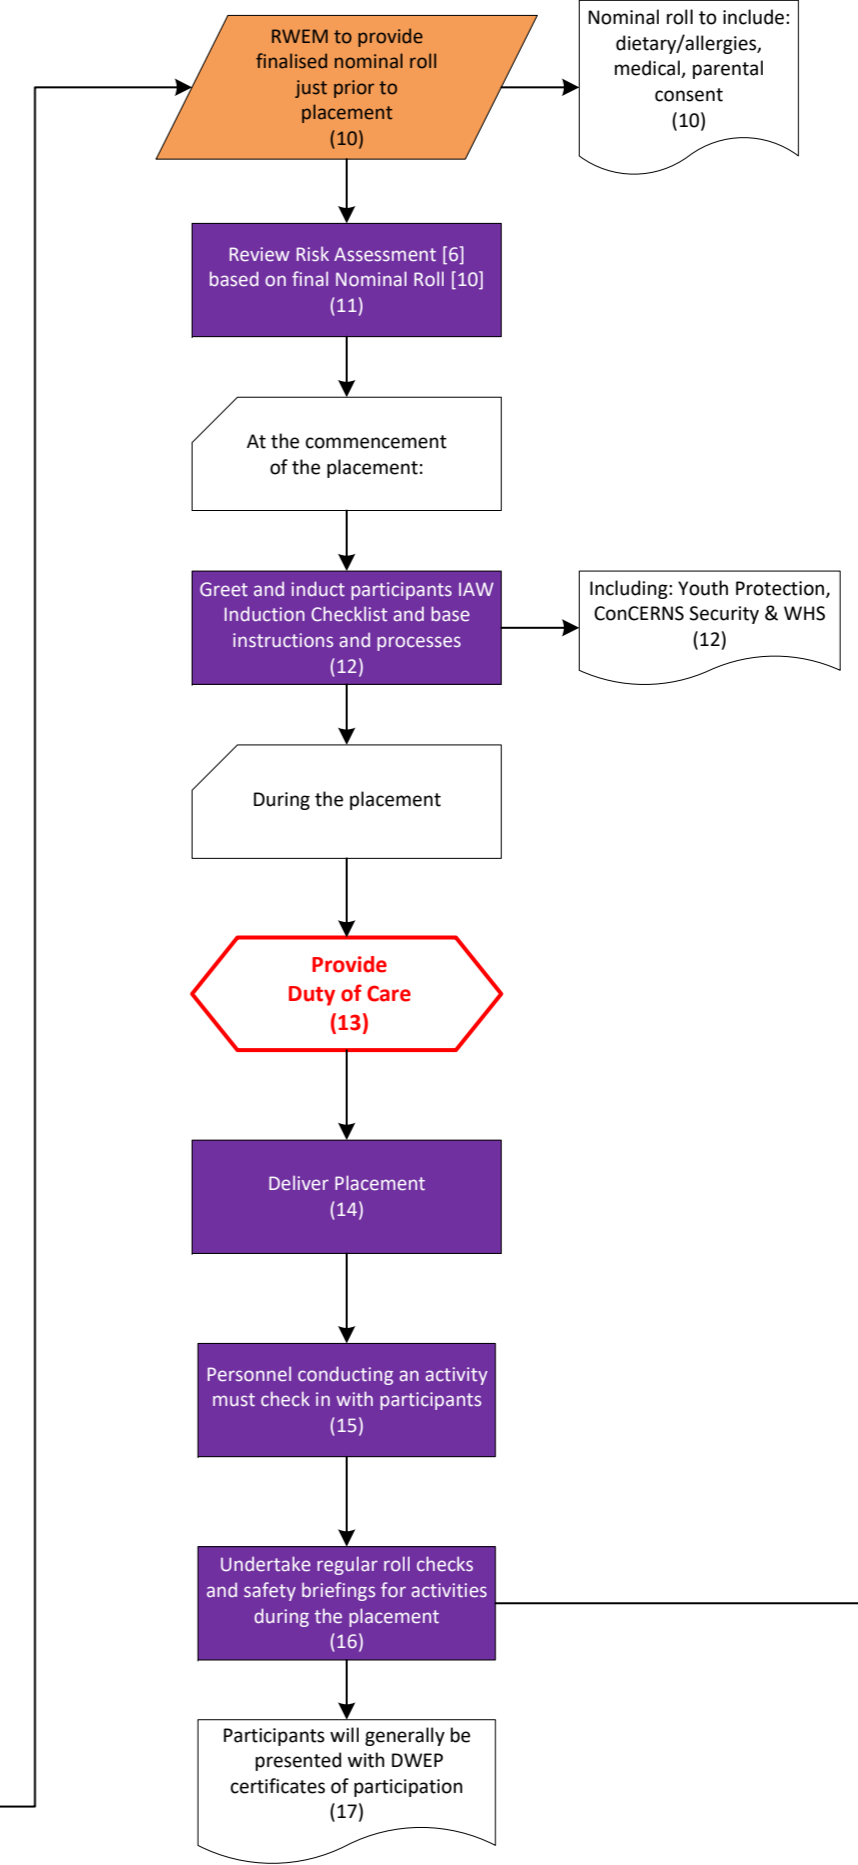 RWEM to provide
finalised nominal roll
just prior to
placement
(10)
Nominal roll to include:
dietary/allergies,
medical, parental
consent
(10)
Review Risk Assessment [6]
based on final Nominal Roll [10]
(11)
At the commencement
of the placement:
Greet and induct participants IAW
Induction Checklist and base
instructions and processes
(12)
Including: Youth Protection,
ConCERNS Security & WHS
(12)
During the placement
Provide
Duty of Care
(13)
Deliver Placement
(14)
Personnel conducting an activity
must check in with participants
(15)
Undertake regular roll checks
and safety briefings for activities
during the placement
(16)
Participants will generally be
presented with DWEP
certificates of participation
(17)